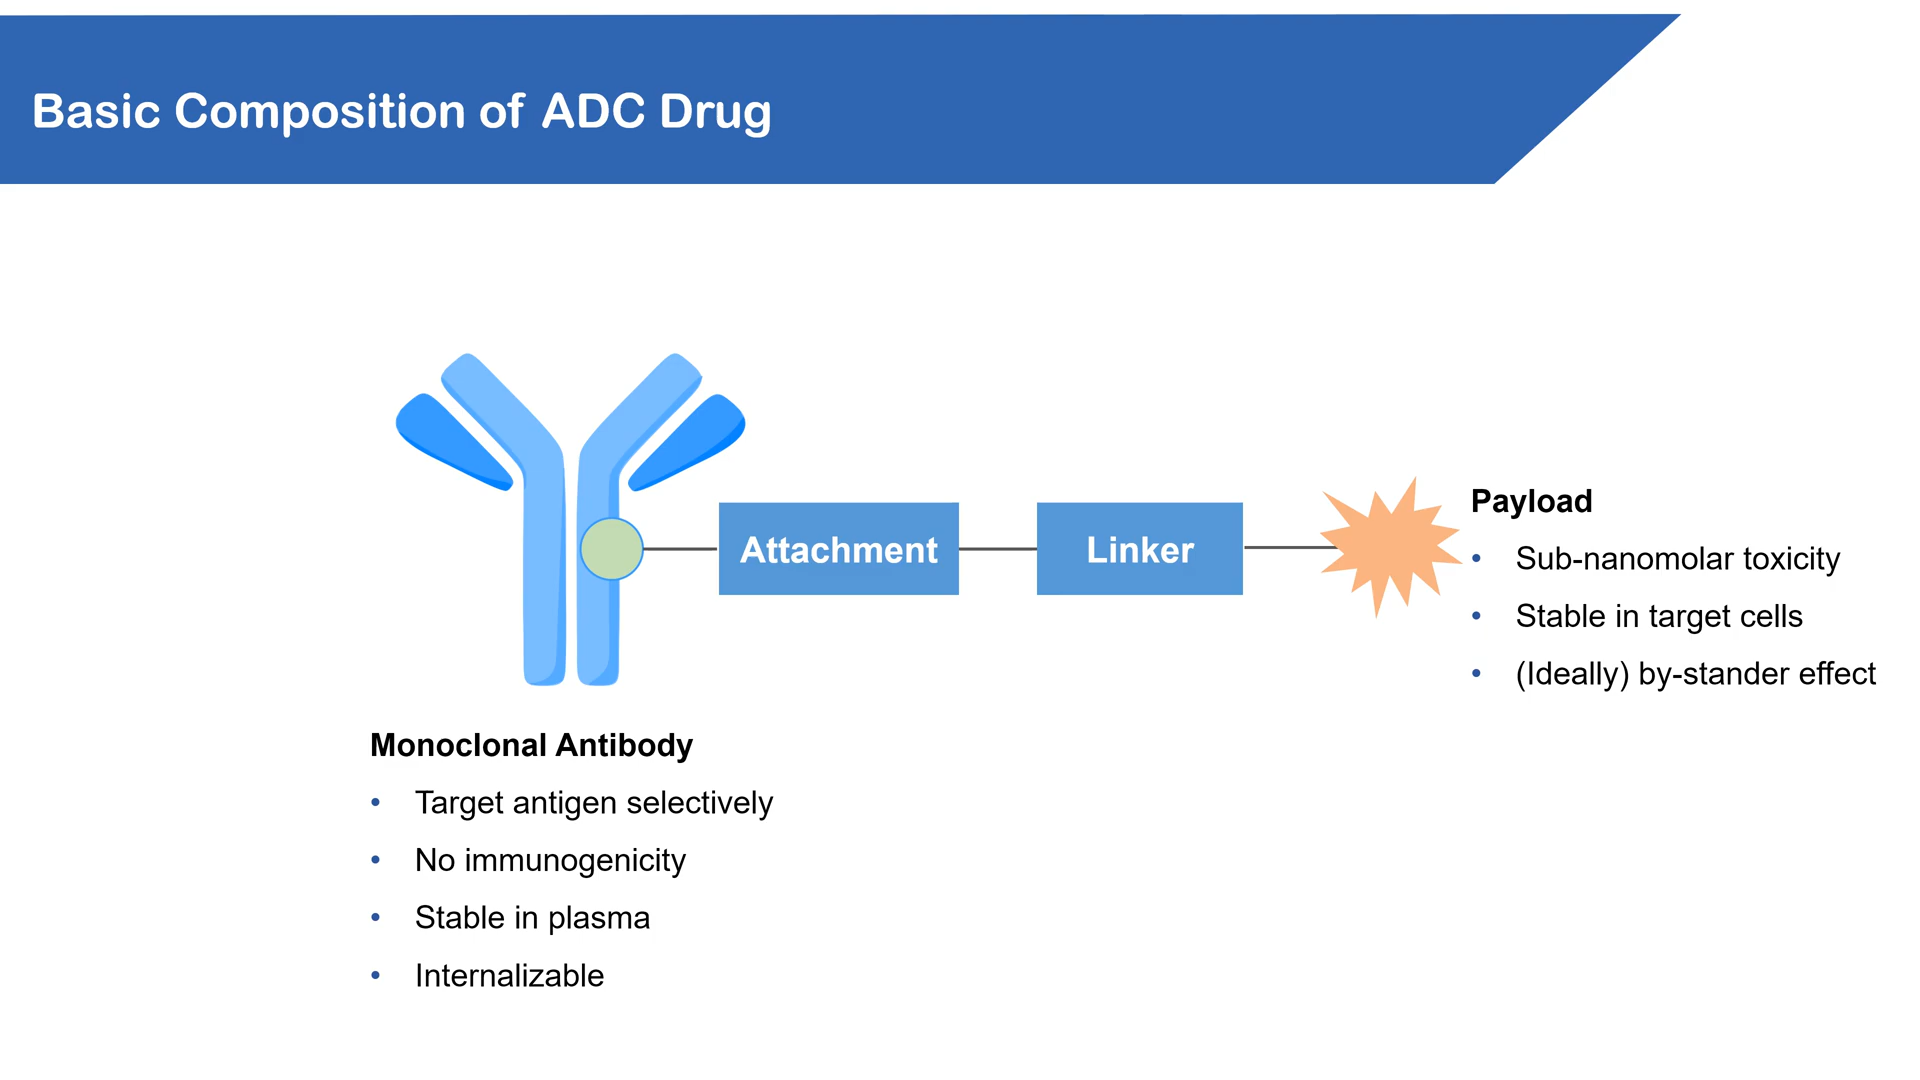 Basic Composition of ADC Drug
Attachment
Linker
Payload
• Sub-nanomolar toxicity
• Stable in target cells
• (Ideally) by-stander effect
Monoclonal Antibody
• Target antigen selectively
• No immunogenicity
• Stable in plasma
• Internalizable